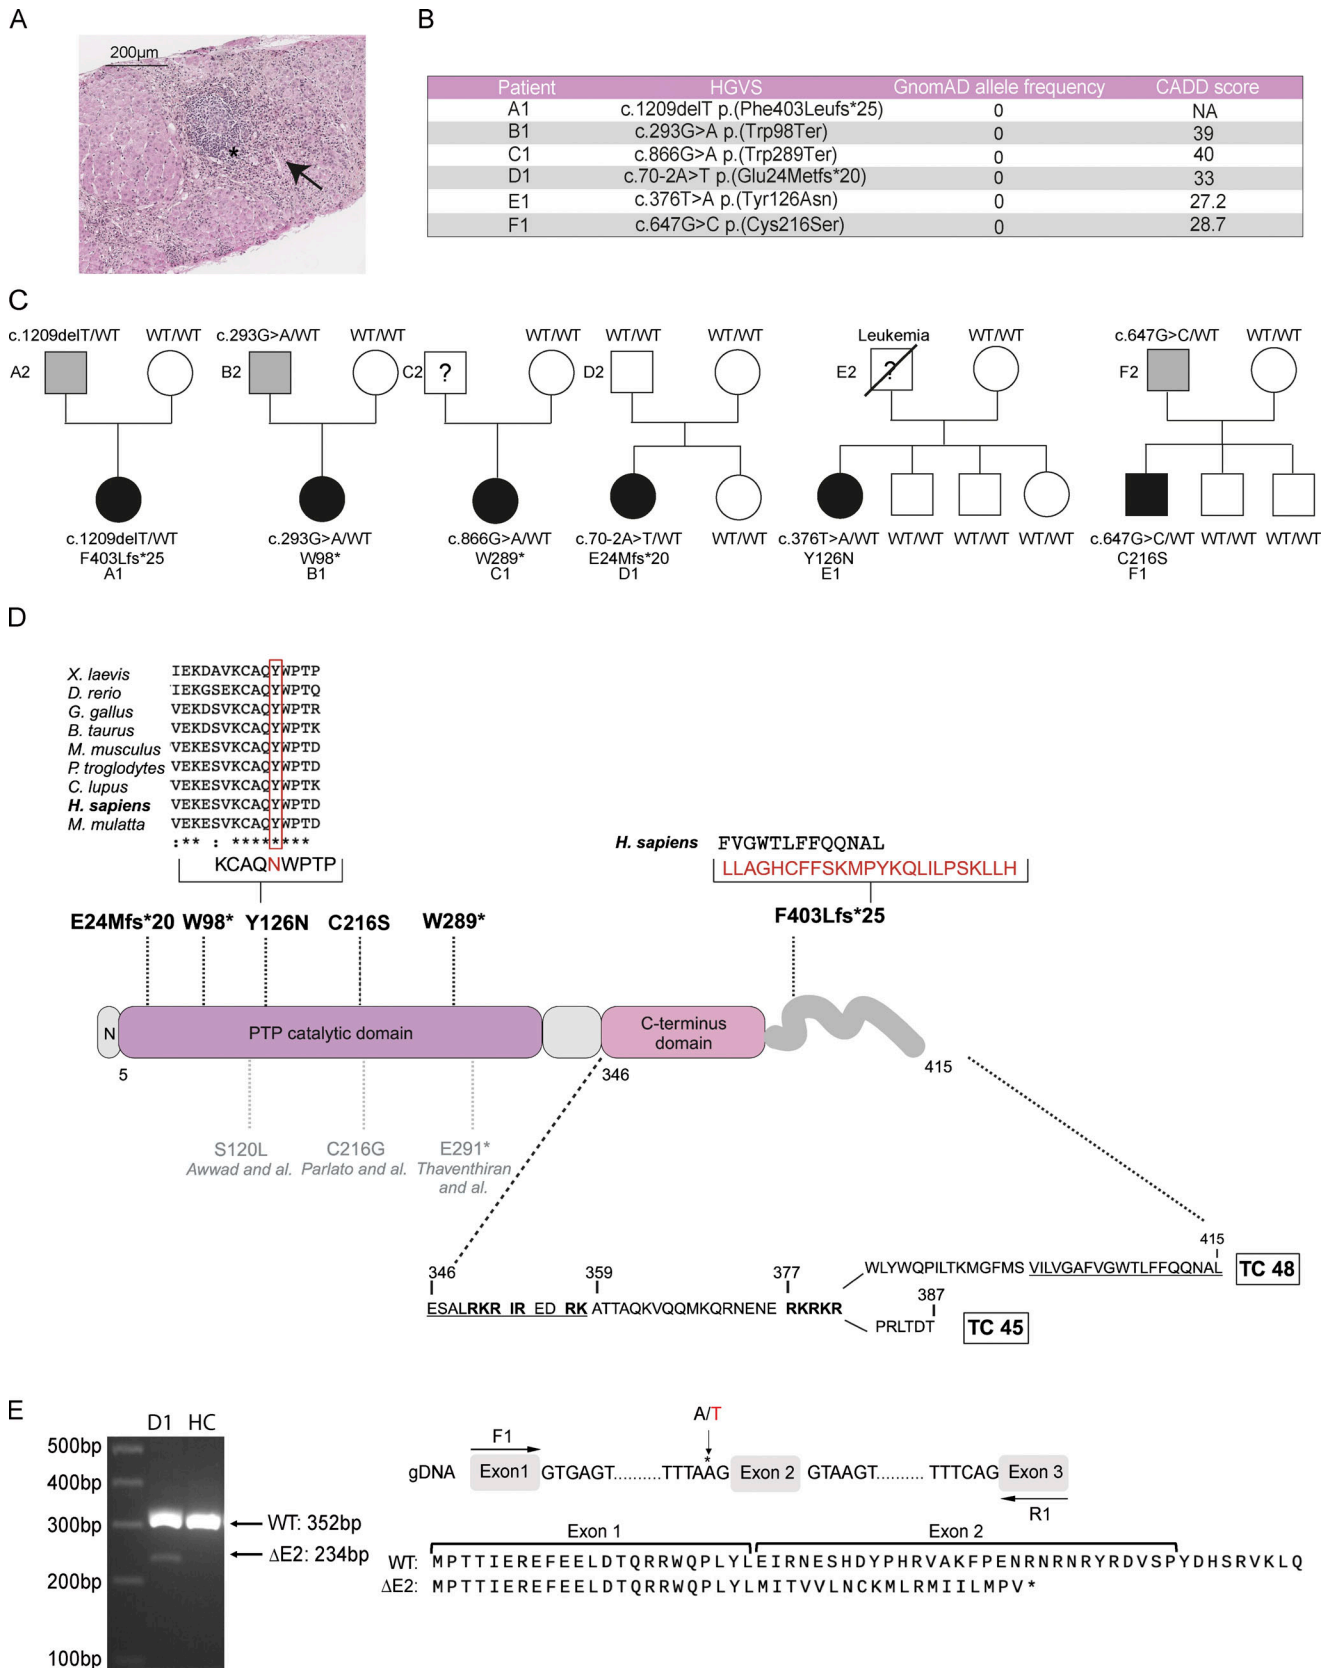 A
200µm
B
Patient HGVS GnomAD allele frequency CADD score
A1 c.1209delT p.(Phe403Leufs*25) 0 NA
B1 c.293G>A p.(Trp98Ter) 0 39
C1 c.866G>A p.(Trp289Ter) 0 40
D1 c.70-2A>T p.(Glu24Metfs*20) 0 33
E1 c.376T>A p.(Tyr126Asn) 0 27.2
F1 c.647G>C p.(Cys216Ser) 0 28.7
C
c.1209delT/WT WT/WT c.293G>A/WT WT/WT WT/WT WT/WT WT/WT Leukemia WT/WT c.647G>C/WT WT/WT
A2 B2 C2 ? D2 E2 ? F2
c.1209delT/WT c.293G>A/WT c.866G>A/WT c.70-2A>T/WT WT/WT c.376T>A/WT WT/WT WT/WT WT/WT c.647G>C/WT WT/WT WT/WT
F403Lfs*25 W98* W289* E24Mfs*20 Y126N C216S
A1 B1 C1 D1 E1 F1
D
X. laevis IEKDAVKCAQYWPTP
D. rerio IEKGSEKCAQYWPTQ
G. gallus VEKDSVKCAQYWPTR
B. taurus VEKDSVKCAQYWPTK
M. musculus VEKESVKCAQYWPTD
P. troglodytes VEKESVKCAQYWPTD
C. lupus VEKESVKCAQYWPTK
H. sapiens VEKESVKCAQYWPTD
M. mulatta VEKESVKCAQYWPTD
:** : ********
KCAQNWPTP
H. sapiens FVGWTLFFQQNAL
LLAGHCFFSKMPYKQLILPSKLLH
E24Mfs*20 W98* Y126N C216S W289* F403Lfs*25
N PTP catalytic domain C-terminus domain
5 346 415
S120L C216G E291*
Awwad and al. Parlato and al. Thaventhiran and al.
415
WLYWQPILTKMGFMS VILVGAFVGWTLFFQQNAL TC 48
346 359 377
ESALRKR IR ED RK ATTAQKVQQMKQRNENE RKRKR
387
PRLTDT TC 45
E
D1 HC
500bp
400bp
300bp
200bp
100bp
WT: 352bp
ΔE2: 234bp
A/T
F1 *
gDNA Exon1 GTGAGT..........TTTAAG Exon 2 GTAAGT.......... TTTCAG Exon 3
R1
Exon 1 Exon 2
WT: MPTTIEREFEELDTQRRWQPLYLEIRNESHDYPHRVAKFPENRNRNRYRDVSPYDHSRVKLQ
ΔE2: MPTTIEREFEELDTQRRWQPLYLMITVVLNCKMLRMIILMPV*